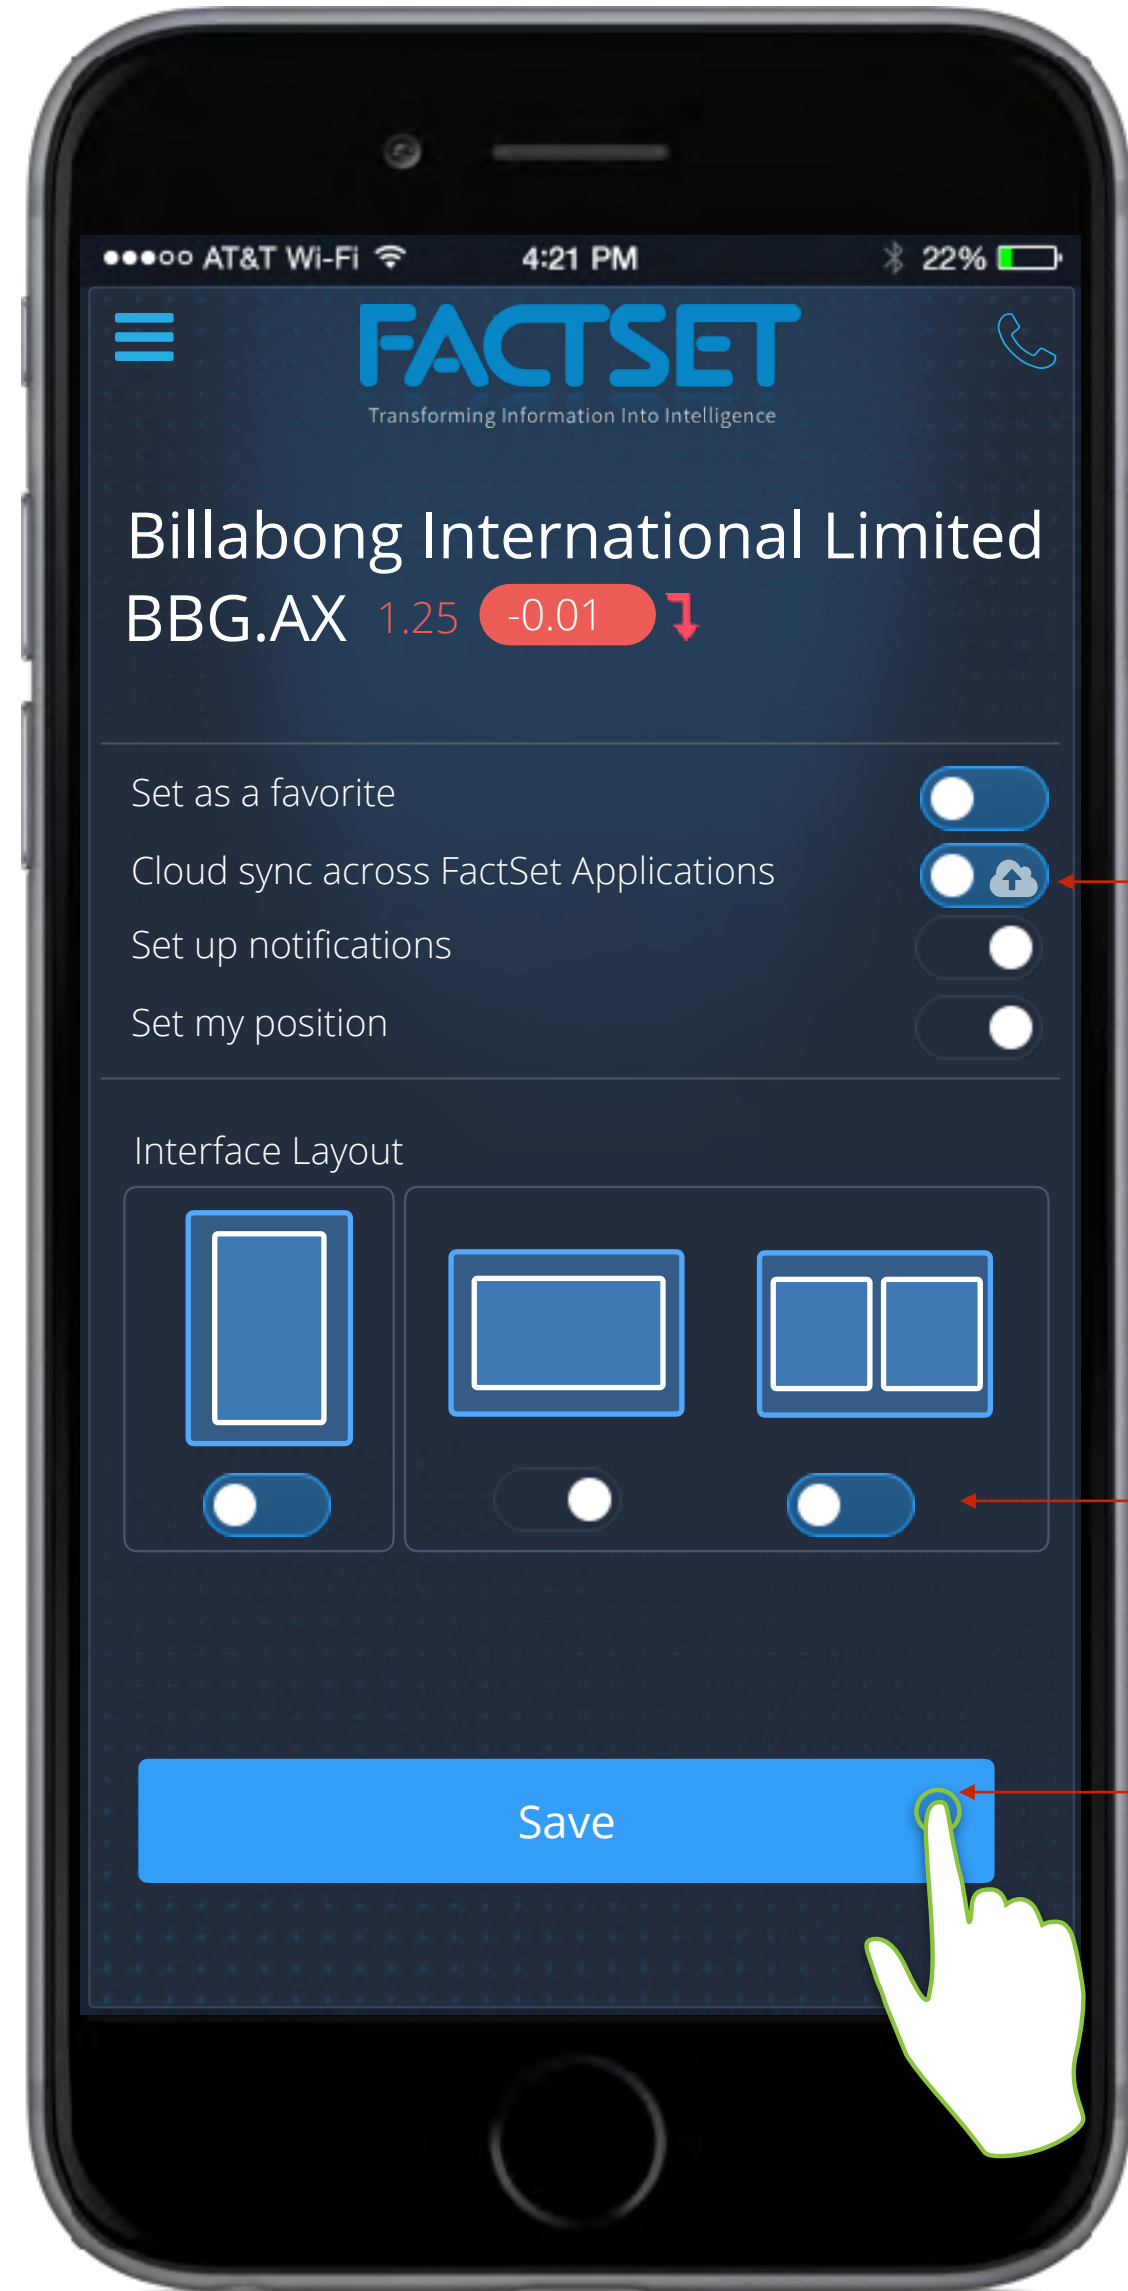 AT&T Wi-Fi 4:21 PM 22%
FACTSET
Transforming Information Into Intelligence
Billabong International Limited
BBG.AX 1.25 -0.01
Set as a favorite
Cloud sync across FactSet Applications
Set up notifications
Set my position
Interface Layout
Save